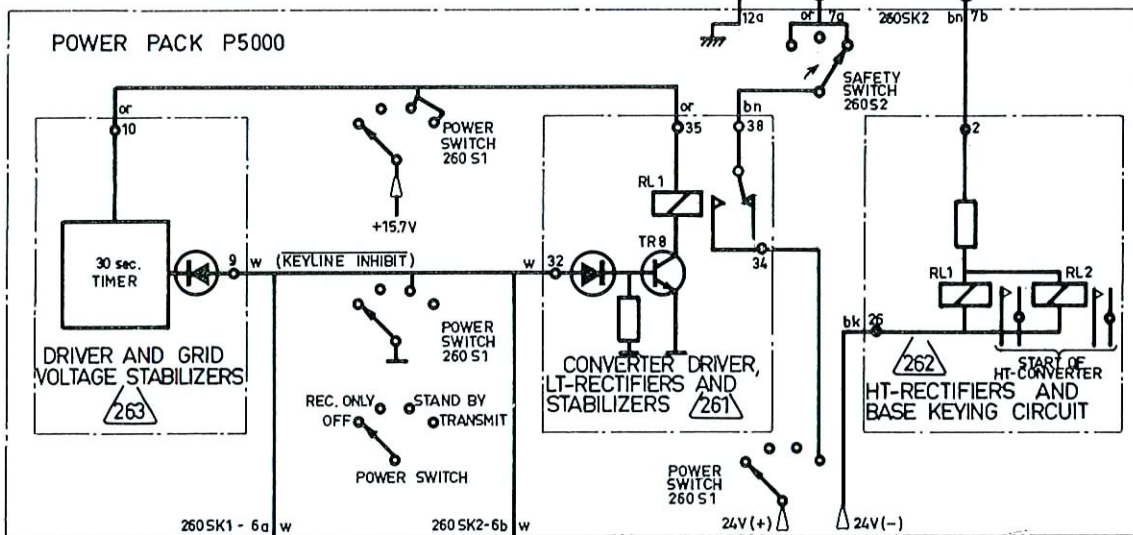 12a
or
7a
260SK2
bn
7b
POWER PACK P5000
SAFETY
SWITCH
260S2
or
10
POWER
SWITCH
260 S1
+15.7V
or
35
bn
38
2
RL 1
TR 8
34
30 sec.
TIMER
9
w
(KEYLINE INHIBIT)
w
32
POWER
SWITCH
260 S1
RL1
RL2
bk
26
262
START OF
HT-CONVERTER
HT-RECTIFIERS AND
BASE KEYING CIRCUIT
DRIVER AND GRID
VOLTAGE STABILIZERS
263
CONVERTER DRIVER,
LT-RECTIFIERS AND
STABILIZERS
261
REC. ONLY
STAND BY
OFF
TRANSMIT
POWER SWITCH
POWER
SWITCH
260 S1
24V(+)
24V(-)
260SK1 - 6a
w
260SK2-6b
w